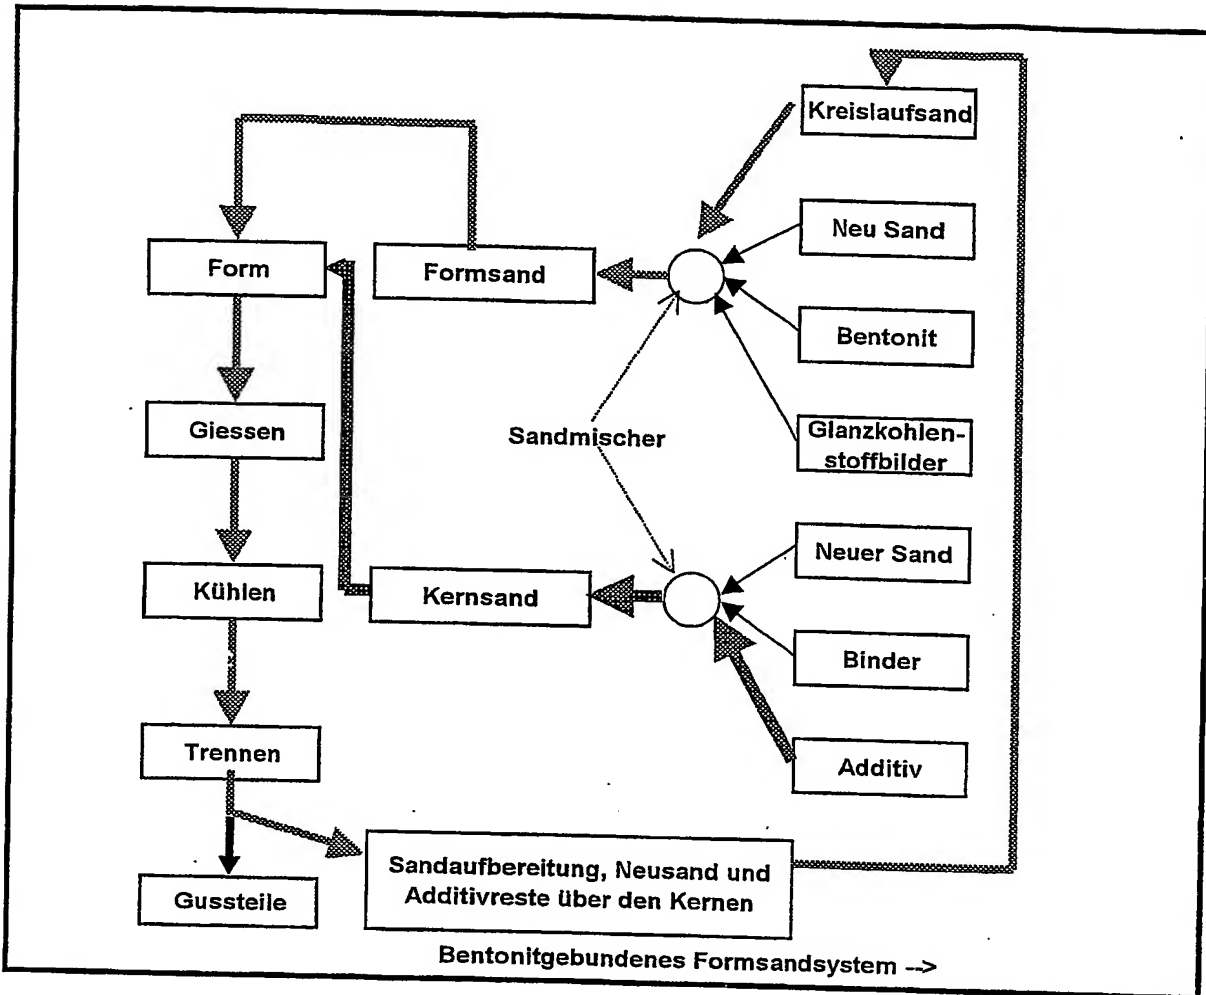 Kreislaufsand
Neu Sand
Form
Formsand
Bentonit
Giessen
Sandmischer
Glanzkohlen-
stoffbilder
Neuer Sand
Kühlen
Kernsand
Binder
Trennen
Additiv
Sandaufbereitung, Neusand und
Additivreste über den Kernen
Gussteile
Bentonitgebundenes Formsandsystem -->